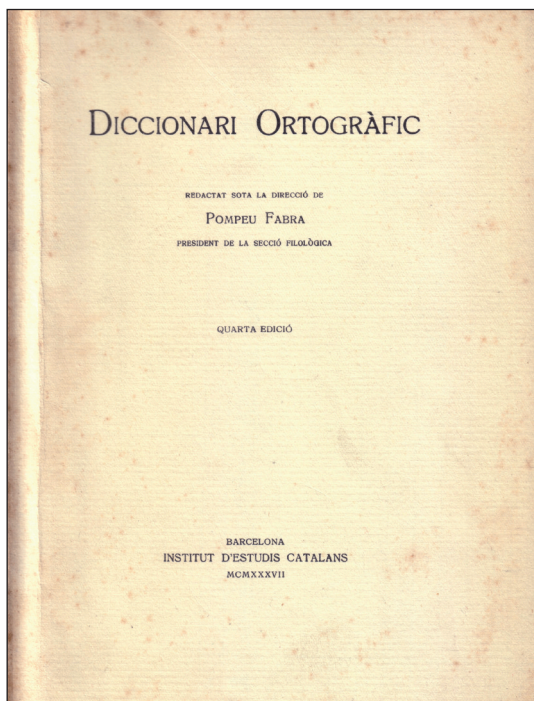 DICCIONARI ORTOGRÀFIC
REDACTAT SOTA LA DIRECCIÓ DE
POMPEU FABRA
PRESIDENT DE LA SECCIÓ FILOLÒGICA
QUARTA EDICIÓ
BARCELONA
INSTITUT D'ESTUDIS CATALANS
MCMXXXVII